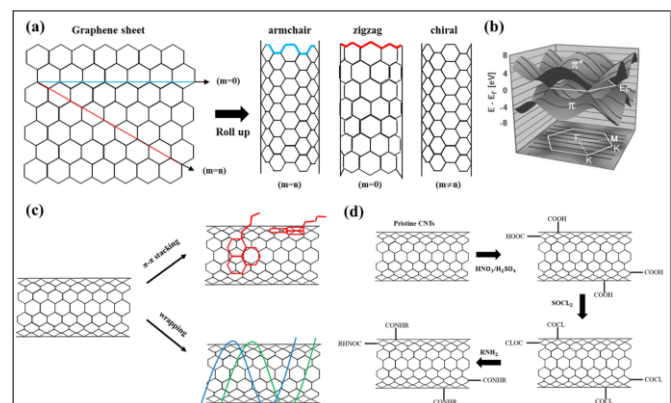 (a)
Graphene sheet
armchair
zigzag
chiral
(m=0)
Roll up
(m=n)
(m=n)
(m=0)
(m≠n)
(b)
E - E_F [eV]
8
4
0
-4
-8
π*
E_F
π
Γ
M
K
K
(c)
π-π stacking
wrapping
(d)
Pristine CNTs
HNO₃/H₂SO₄
COOH
HOOC
COOH
COOH
SOCL₂
COCL
CLOC
COCL
COCL
RNH₂
CONHR
RHNOC
CONHR
CONHR